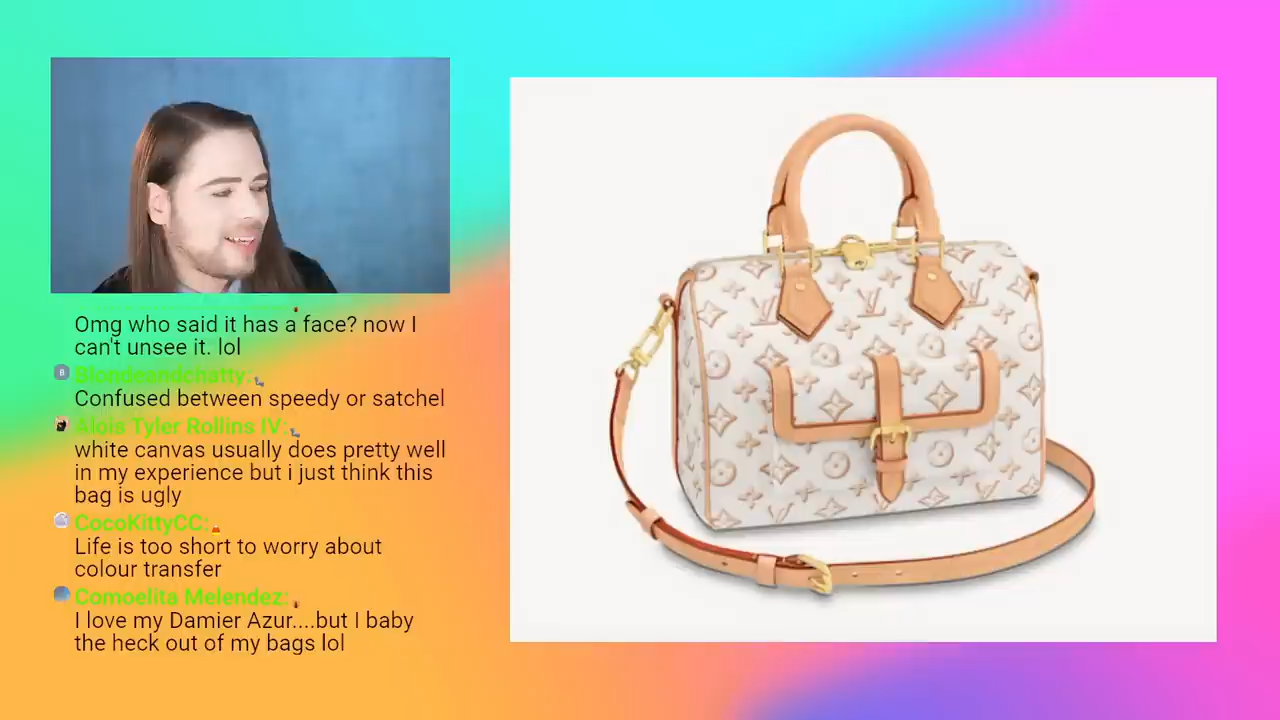 Omg who said it has a face? now I
can't unsee it. lol
B
Blondeandchatty:
Confused between speedy or satchel
Alois Tyler Rollins IV:
white canvas usually does pretty well
in my experience but i just think this
bag is ugly
CocoKittyCC:
Life is too short to worry about
colour transfer
Comoelita Melendez:
I love my Damier Azur....but I baby
the heck out of my bags lol